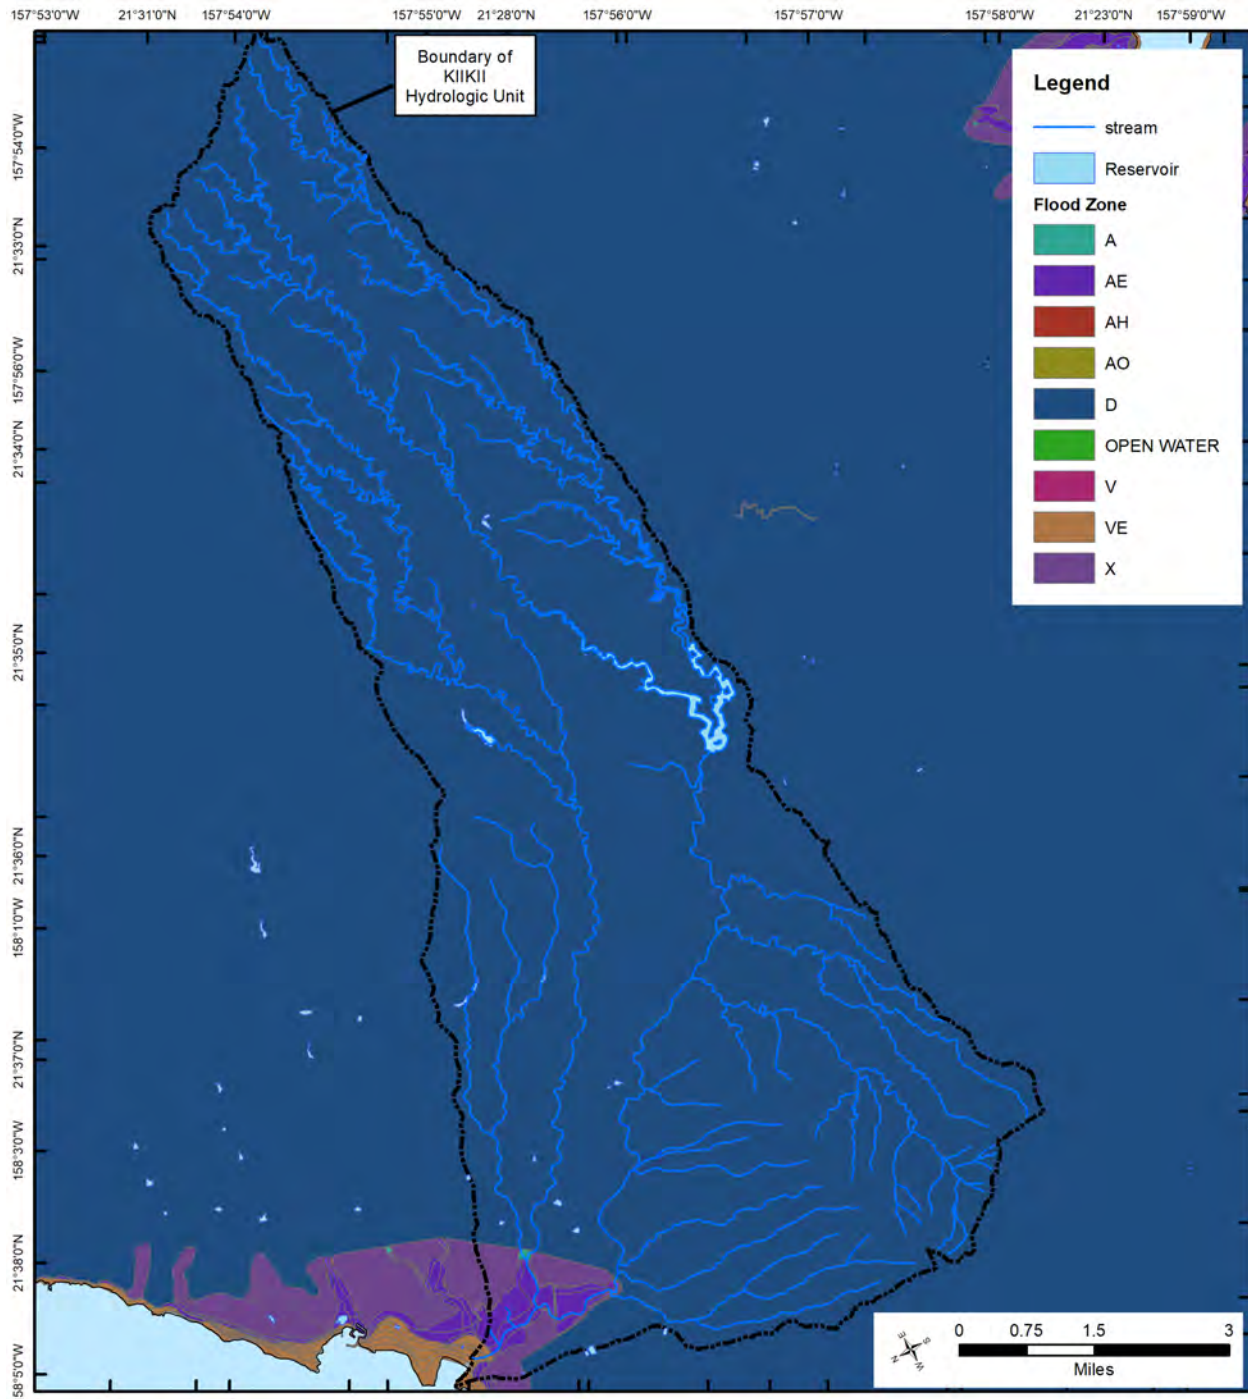 157°53'0"W
21°31'0"N
157°54'0"W
157°55'0"W
21°28'0"N
157°56'0"W
157°57'0"W
157°58'0"W
21°23'0"N
157°59'0"W
Boundary of
KIIKII
Hydrologic Unit
Legend
stream
Reservoir
Flood Zone
A
AE
AH
AO
D
OPEN WATER
V
VE
X
157°54'0"W
21°33'0"N
157°56'0"W
21°34'0"N
21°35'0"N
21°36'0"N
158°1'0"W
21°37'0"N
158°3'0"W
21°38'0"N
58°5'0"W
N
E
S
W
0 0.75 1.5 3
Miles